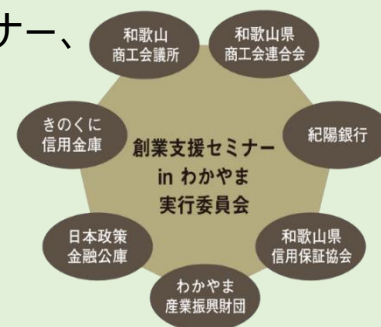 ナー、
和歌山
商工会議所
和歌山県
商工会連合会
きのくに
信用金庫
紀陽銀行
創業支援セミナー
in わかやま
実行委員会
日本政策
金融公庫
和歌山県
信用保証協会
わかやま
産業振興財団